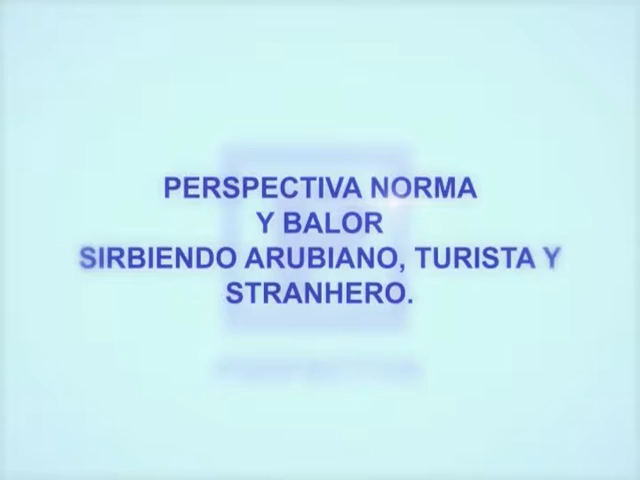 PERSPECTIVA NORMA
Y BALOR
SIRBIENDO ARUBIANO, TURISTA Y
STRANHERO.